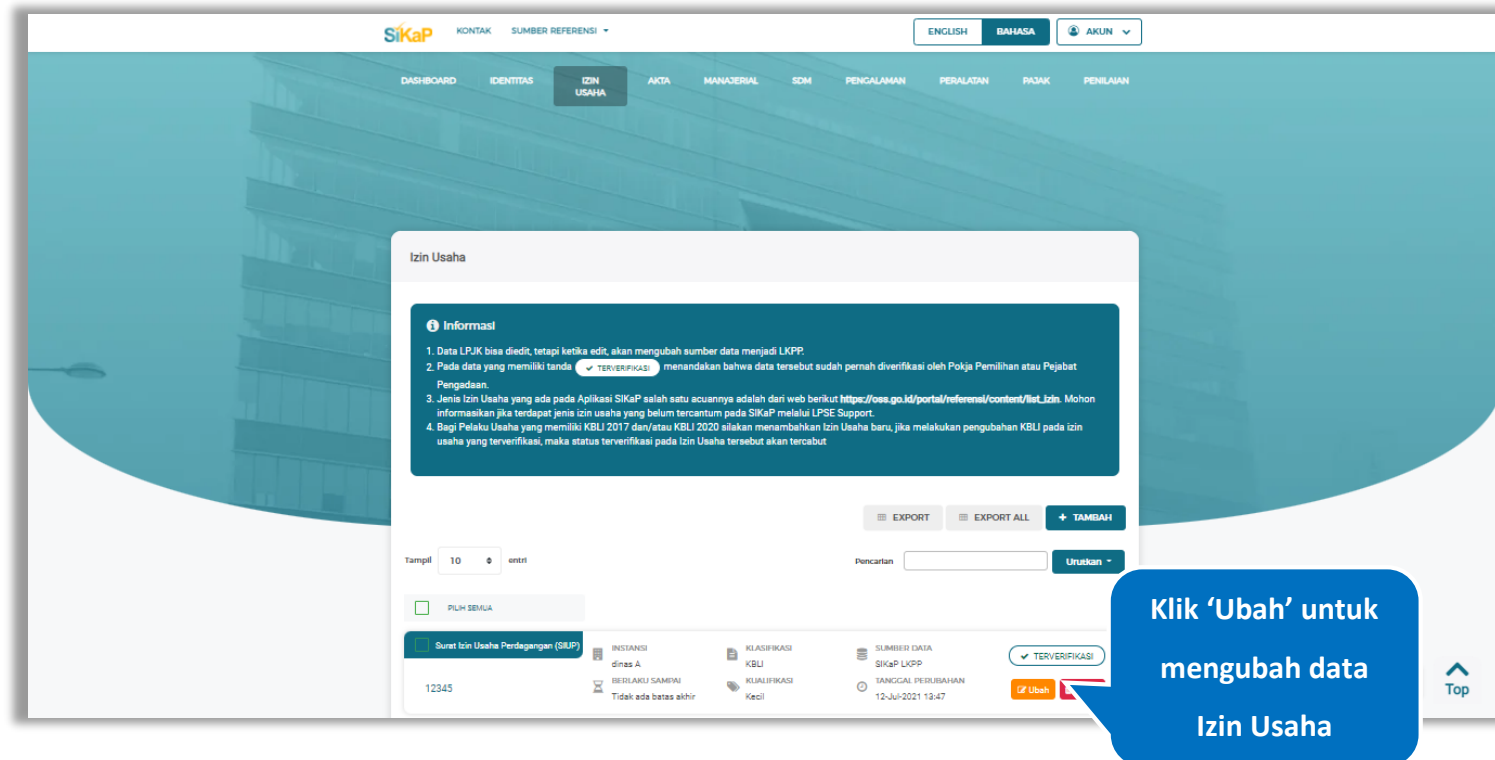 SiKaP KONTAK SUMBER REFERENSI ENGLISH BAHASA AKUN
DASHBOARD IDENTITAS IZIN USAHA AKTA MANAJERIAL SDM PENGALAMAN PERALATAN PAJAK PENILAIAN
Izin Usaha
Informasi
1. Data LPJK bisa diedit, tetapi ketika edit, akan mengubah sumber data menjadi LKPP.
2. Pada data yang memiliki tanda TERVERIFIKASI menandakan bahwa data tersebut sudah pernah diverifikasi oleh Pokja Pemilihan atau Pejabat
Pengadaan.
3. Jenis Izin Usaha yang ada pada Aplikasi SIKaP salah satu acuannya adalah dari web berikut https://oss.go.id/portal/referensi/content/list_izin. Mohon
informasikan jika terdapat jenis izin usaha yang belum tercantum pada SIKaP melalui LPSE Support.
4. Bagi Pelaku Usaha yang memiliki KBLI 2017 dan/atau KBLI 2020 silakan menambahkan Izin Usaha baru, jika melakukan pengubahan KBLI pada izin
usaha yang terverifikasi, maka status terverifikasi pada Izin Usaha tersebut akan tercabut
EXPORT EXPORT ALL + TAMBAH
Tampil 10 entri Pencarian Urutkan
PILIH SEMUA
Surat Izin Usaha Perdagangan (SIUP)
12345
INSTANSI
dinas A
BERLAKU SAMPAI
Tidak ada batas akhir
KLASIFIKASI
KBLI
KUALIFIKASI
Kecil
SUMBER DATA
SIKaP LKPP
TANGGAL PERUBAHAN
12-Jul-2021 13:47
TERVERIFIKASI
Ubah
Klik ‘Ubah’ untuk
mengubah data
Izin Usaha
Top